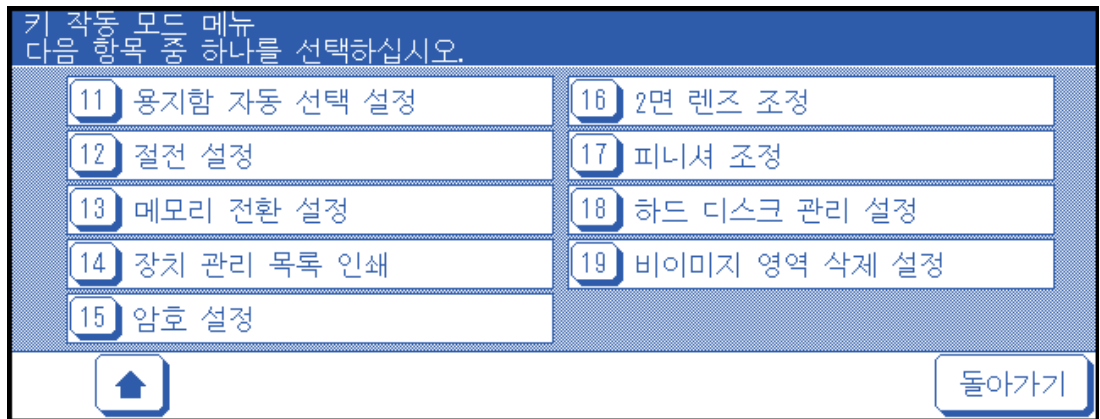 키 작동 모드 메뉴
다음 항목 중 하나를 선택하십시오.
11 용지함 자동 선택 설정
12 절전 설정
13 메모리 전환 설정
14 장치 관리 목록 인쇄
15 암호 설정
16 2면 렌즈 조정
17 피니셔 조정
18 하드 디스크 관리 설정
19 비이미지 영역 삭제 설정
돌아가기